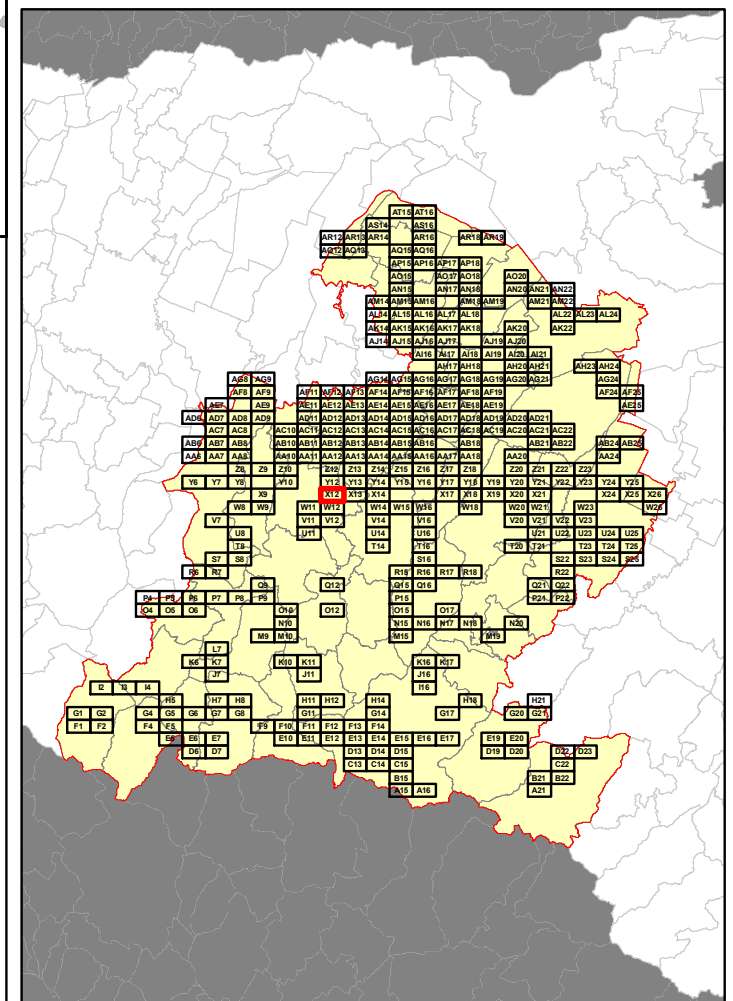 AT15 AT16
AS14 AS16
AR12 AR13 AR14 AR16 AR18 AR19
AQ12 AQ13 AQ15 AQ16
AP15 AP16 AP17 AP18
AO15 AO17 AO18 AO20
AN15 AN17 AN18 AN20 AN21 AN22
AM14 AM15 AM16 AM18 AM19 AM21 AM22
AL14 AL15 AL16 AL17 AL18 AL22 AL23 AL24
AK14 AK15 AK16 AK17 AK18 AK20 AK22
AJ14 AJ15 AJ16 AJ17 AJ19 AJ20
AI16 AI17 AI18 AI19 AI20 AI21
AH17 AH18 AH20 AH21 AH23 AH24
AG8 AG9 AG14 AG15 AG16 AG17 AG18 AG19 AG20 AG21 AG24
AF8 AF9 AF11 AF12 AF13 AF14 AF15 AF16 AF17 AF18 AF19 AF24 AF25
AE7 AE9 AE11 AE12 AE13 AE14 AE15 AE16 AE17 AE18 AE19 AE25
AD6 AD7 AD8 AD9 AD11 AD12 AD13 AD14 AD15 AD16 AD17 AD18 AD19 AD20 AD21
AC7 AC8 AC10 AC11 AC12 AC13 AC14 AC15 AC16 AC17 AC18 AC19 AC20 AC21 AC22
AB6 AB7 AB8 AB10 AB11 AB12 AB13 AB14 AB15 AB16 AB18 AB21 AB22 AB24 AB25
AA6 AA7 AA8 AA10 AA11 AA12 AA13 AA14 AA15 AA16 AA17 AA18 AA20 AA24
Z8 Z9 Z10 Z12 Z13 Z14 Z15 Z16 Z17 Z18 Z20 Z21 Z22 Z23
Y6 Y7 Y8 Y10 Y12 Y13 Y14 Y15 Y16 Y17 Y18 Y19 Y20 Y21 Y22 Y23 Y24 Y25
X9 X12 X13 X14 X17 X18 X19 X20 X21 X24 X25 X26
W8 W9 W11 W12 W14 W15 W16 W18 W20 W21 W23 W26
V7 V11 V12 V14 V16 V20 V21 V22 V23
U8 U11 U14 U16 U21 U22 U23 U24 U25
T8 T14 T16 T20 T21 T23 T24 T25
S7 S8 S16 S22 S23 S24 S25
R6 R7 R15 R16 R17 R18 R22
Q9 Q12 Q15 Q16 Q21 Q22
P4 P5 P6 P7 P8 P9 P15 P21 P22
O4 O5 O6 O10 O12 O15 O17
N10 N15 N16 N17 N18 N20
M9 M10 M15 M19
L7
K6 K7 K10 K11 K16 K17
J7 J11 J16
I2 I3 I4 I16
H5 H7 H8 H11 H12 H14 H18 H21
G1 G2 G4 G5 G6 G7 G8 G11 G14 G17 G20 G21
F1 F2 F4 F5 F9 F10 F11 F12 F13 F14
E5 E6 E7 E10 E11 E12 E13 E14 E15 E16 E17 E19 E20
D6 D7 D13 D14 D15 D19 D20 D22 D23
C13 C14 C15 C22
B15 B21 B22
A15 A16 A21